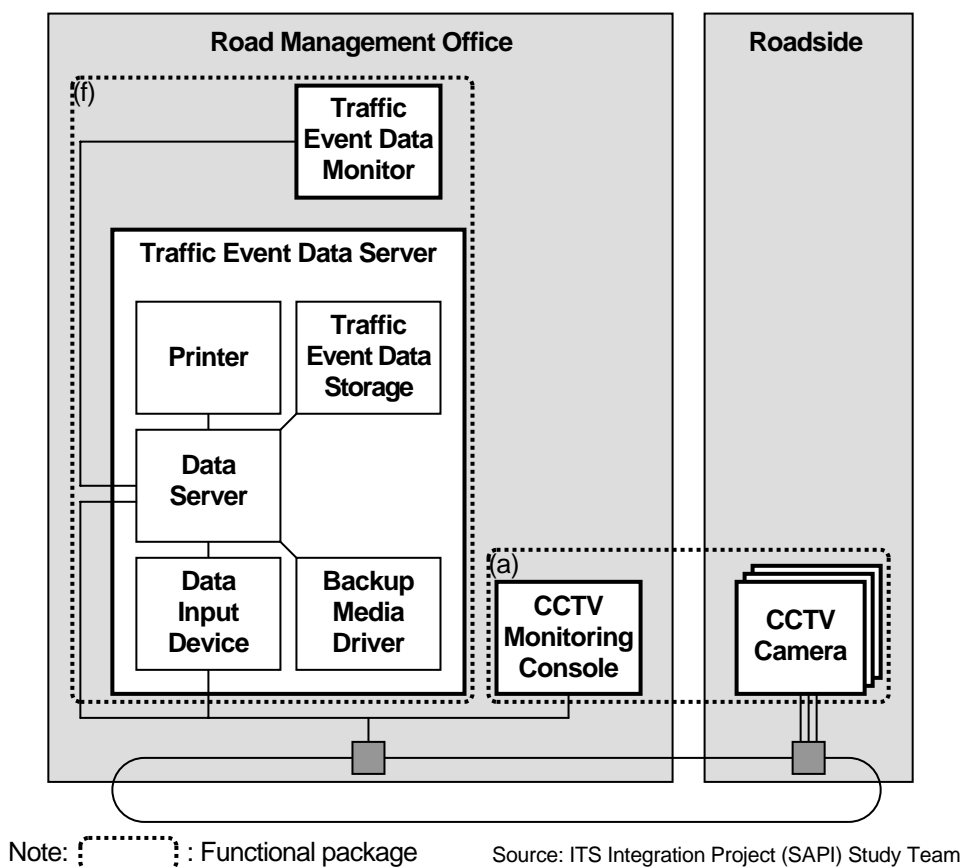 Road Management Office
Roadside
(f)
Traffic
Event Data
Monitor
Traffic Event Data Server
Printer
Traffic
Event Data
Storage
Data
Server
Data
Input
Device
Backup
Media
Driver
(a)
CCTV
Monitoring
Console
CCTV
Camera
Note: : Functional package
Source: ITS Integration Project (SAPI) Study Team